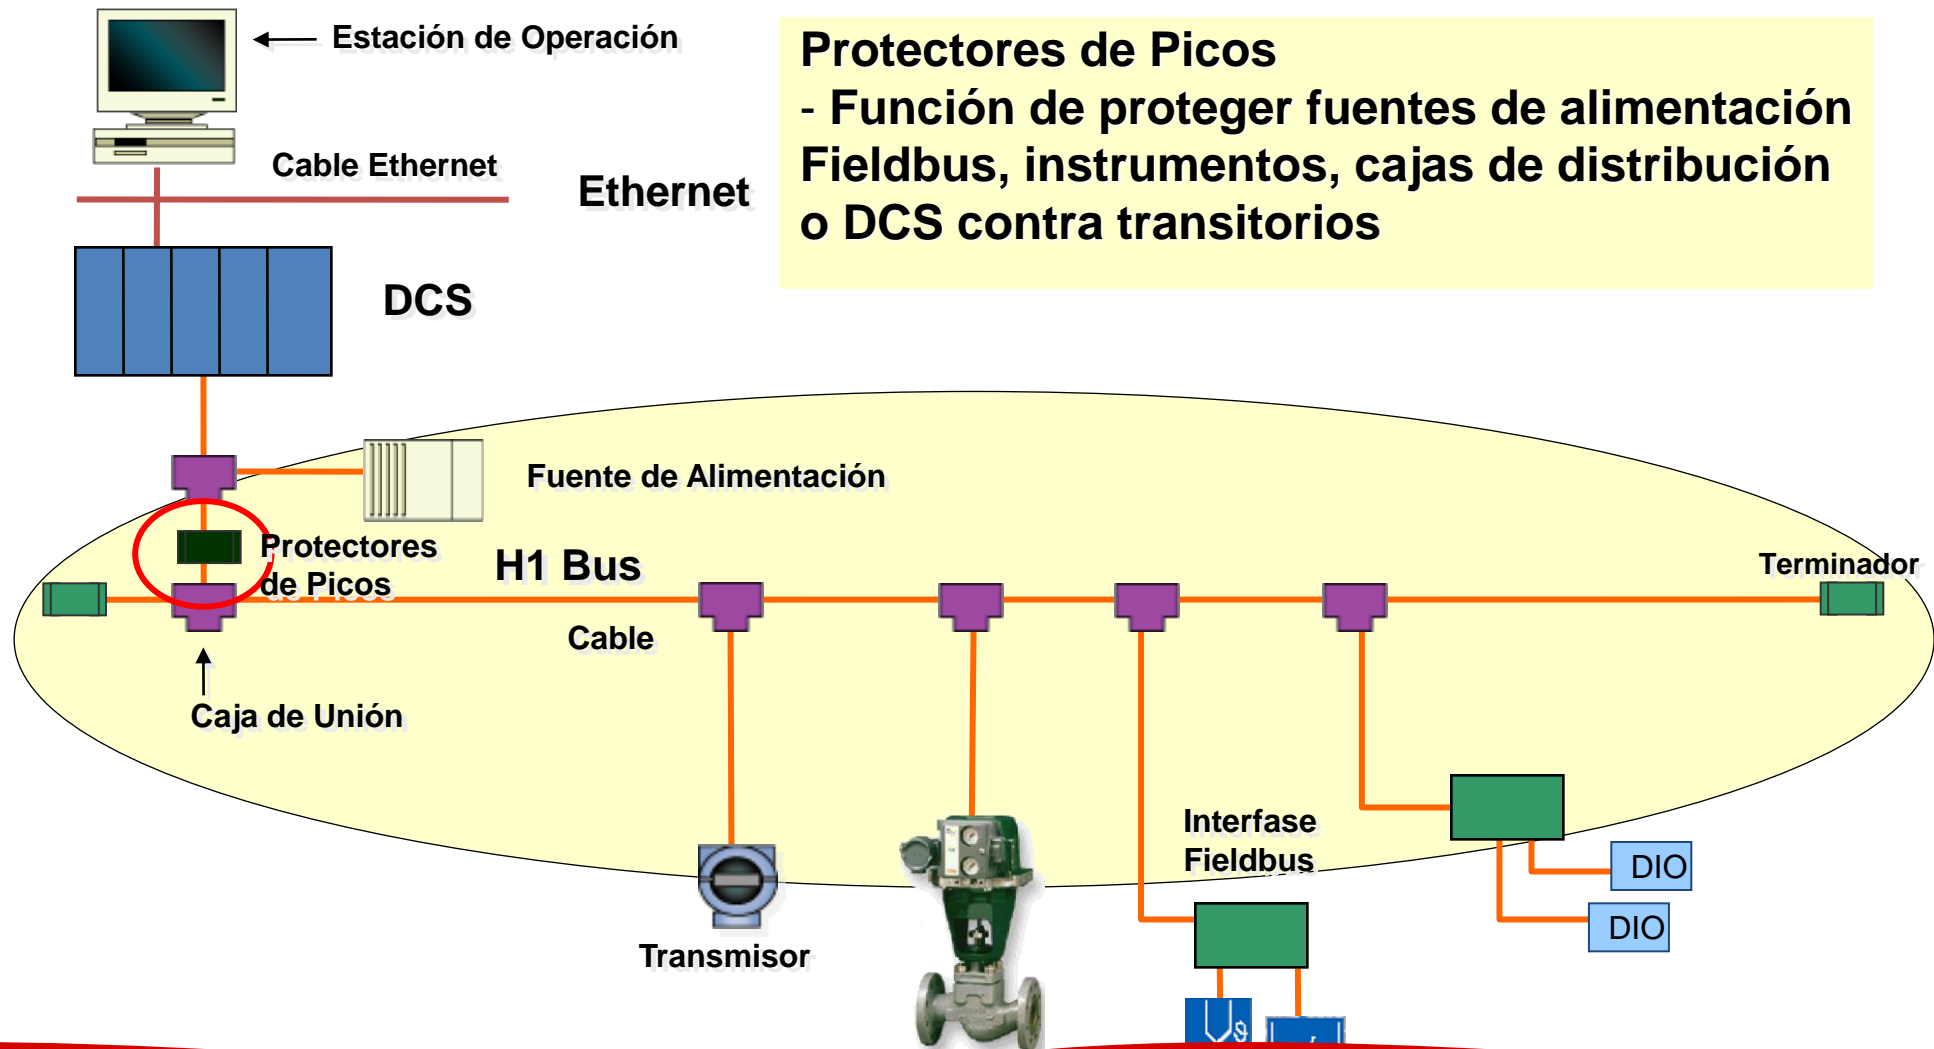 Estación de Operación
Protectores de Picos
- Función de proteger fuentes de alimentación
Fieldbus, instrumentos, cajas de distribución
o DCS contra transitorios
Cable Ethernet
Ethernet
DCS
Fuente de Alimentación
Protectores
de Picos
H1 Bus
Terminador
Cable
Caja de Unión
Interfase
Fieldbus
DIO
DIO
Transmisor